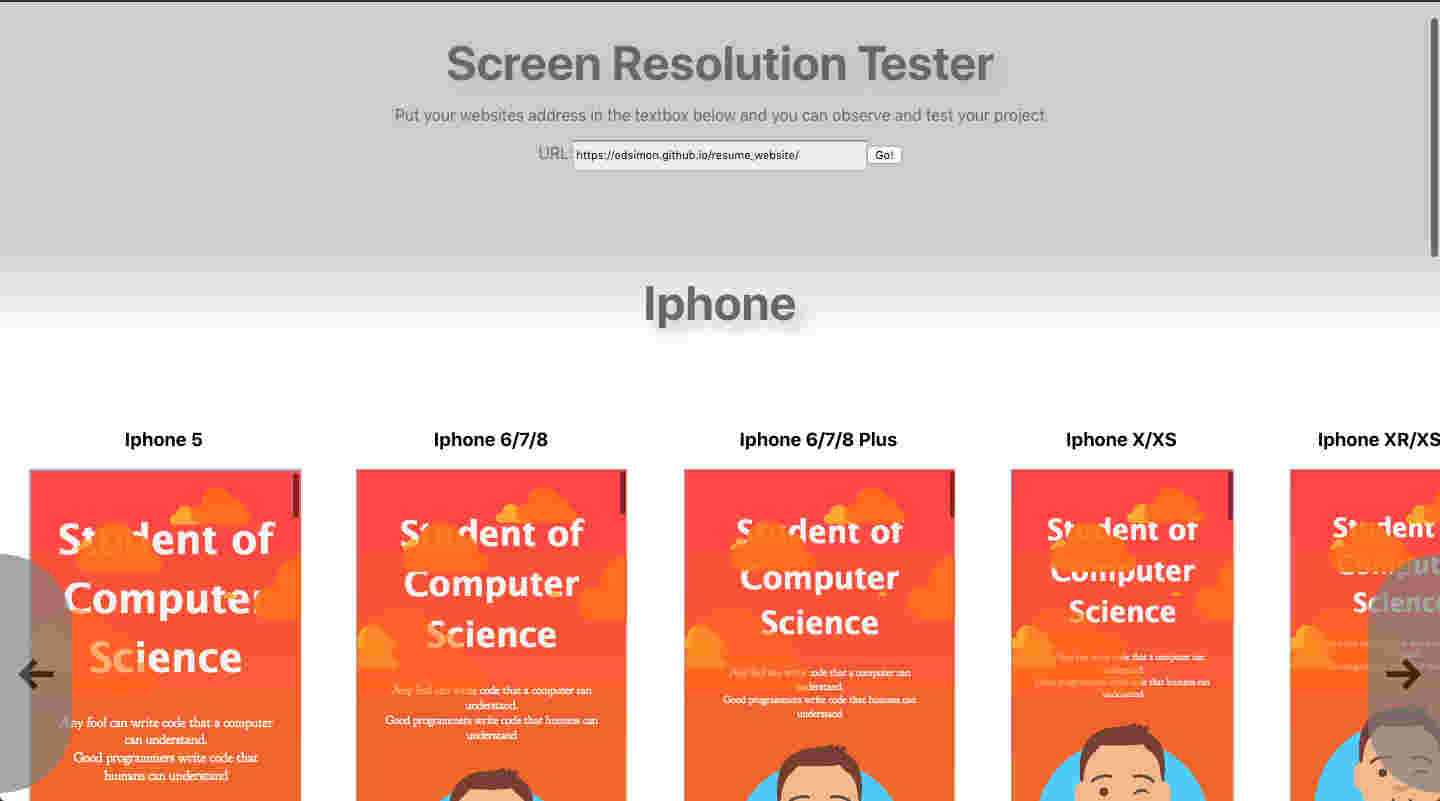 Screen Resolution Tester
Put your websites address in the textbox below and you can observe and test your project.
URL: https://edsimon.github.io/resume_website/ Go!
Iphone
Iphone 5
Student of
Computer
Science
Any fool can write code that a computer
can understand.
Good programmers write code that
humans can understand
Iphone 6/7/8
Student of
Computer
Science
Any fool can write code that a computer can
understand.
Good programmers write code that humans can
understand
Iphone 6/7/8 Plus
Student of
Computer
Science
Any fool can write code that a computer can
understand.
Good programmers write code that humans can
understand
Iphone X/XS
Student of
Computer
Science
Any fool can write code that a computer can
understand.
Good programmers write code that humans can
understand
Iphone XR/XS
Student
Comput
Science